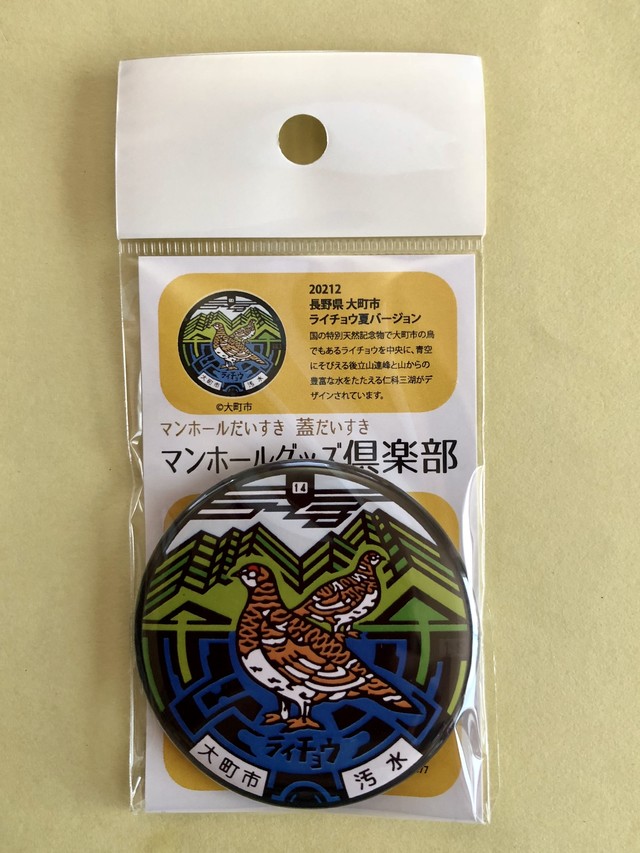 20212
長野県 大町市
ライチョウ夏バージョン
国の特別天然記念物で大町市の鳥
でもあるライチョウを中央に、青空
にそびえる後立山連峰と山からの
豊富な水をたたえる仁科三湖がデ
ザインされています。
©大町市
マンホールだいすき 蓋だいすき
マンホールグッズ倶楽部
14
ライチョウ
大町市
汚水